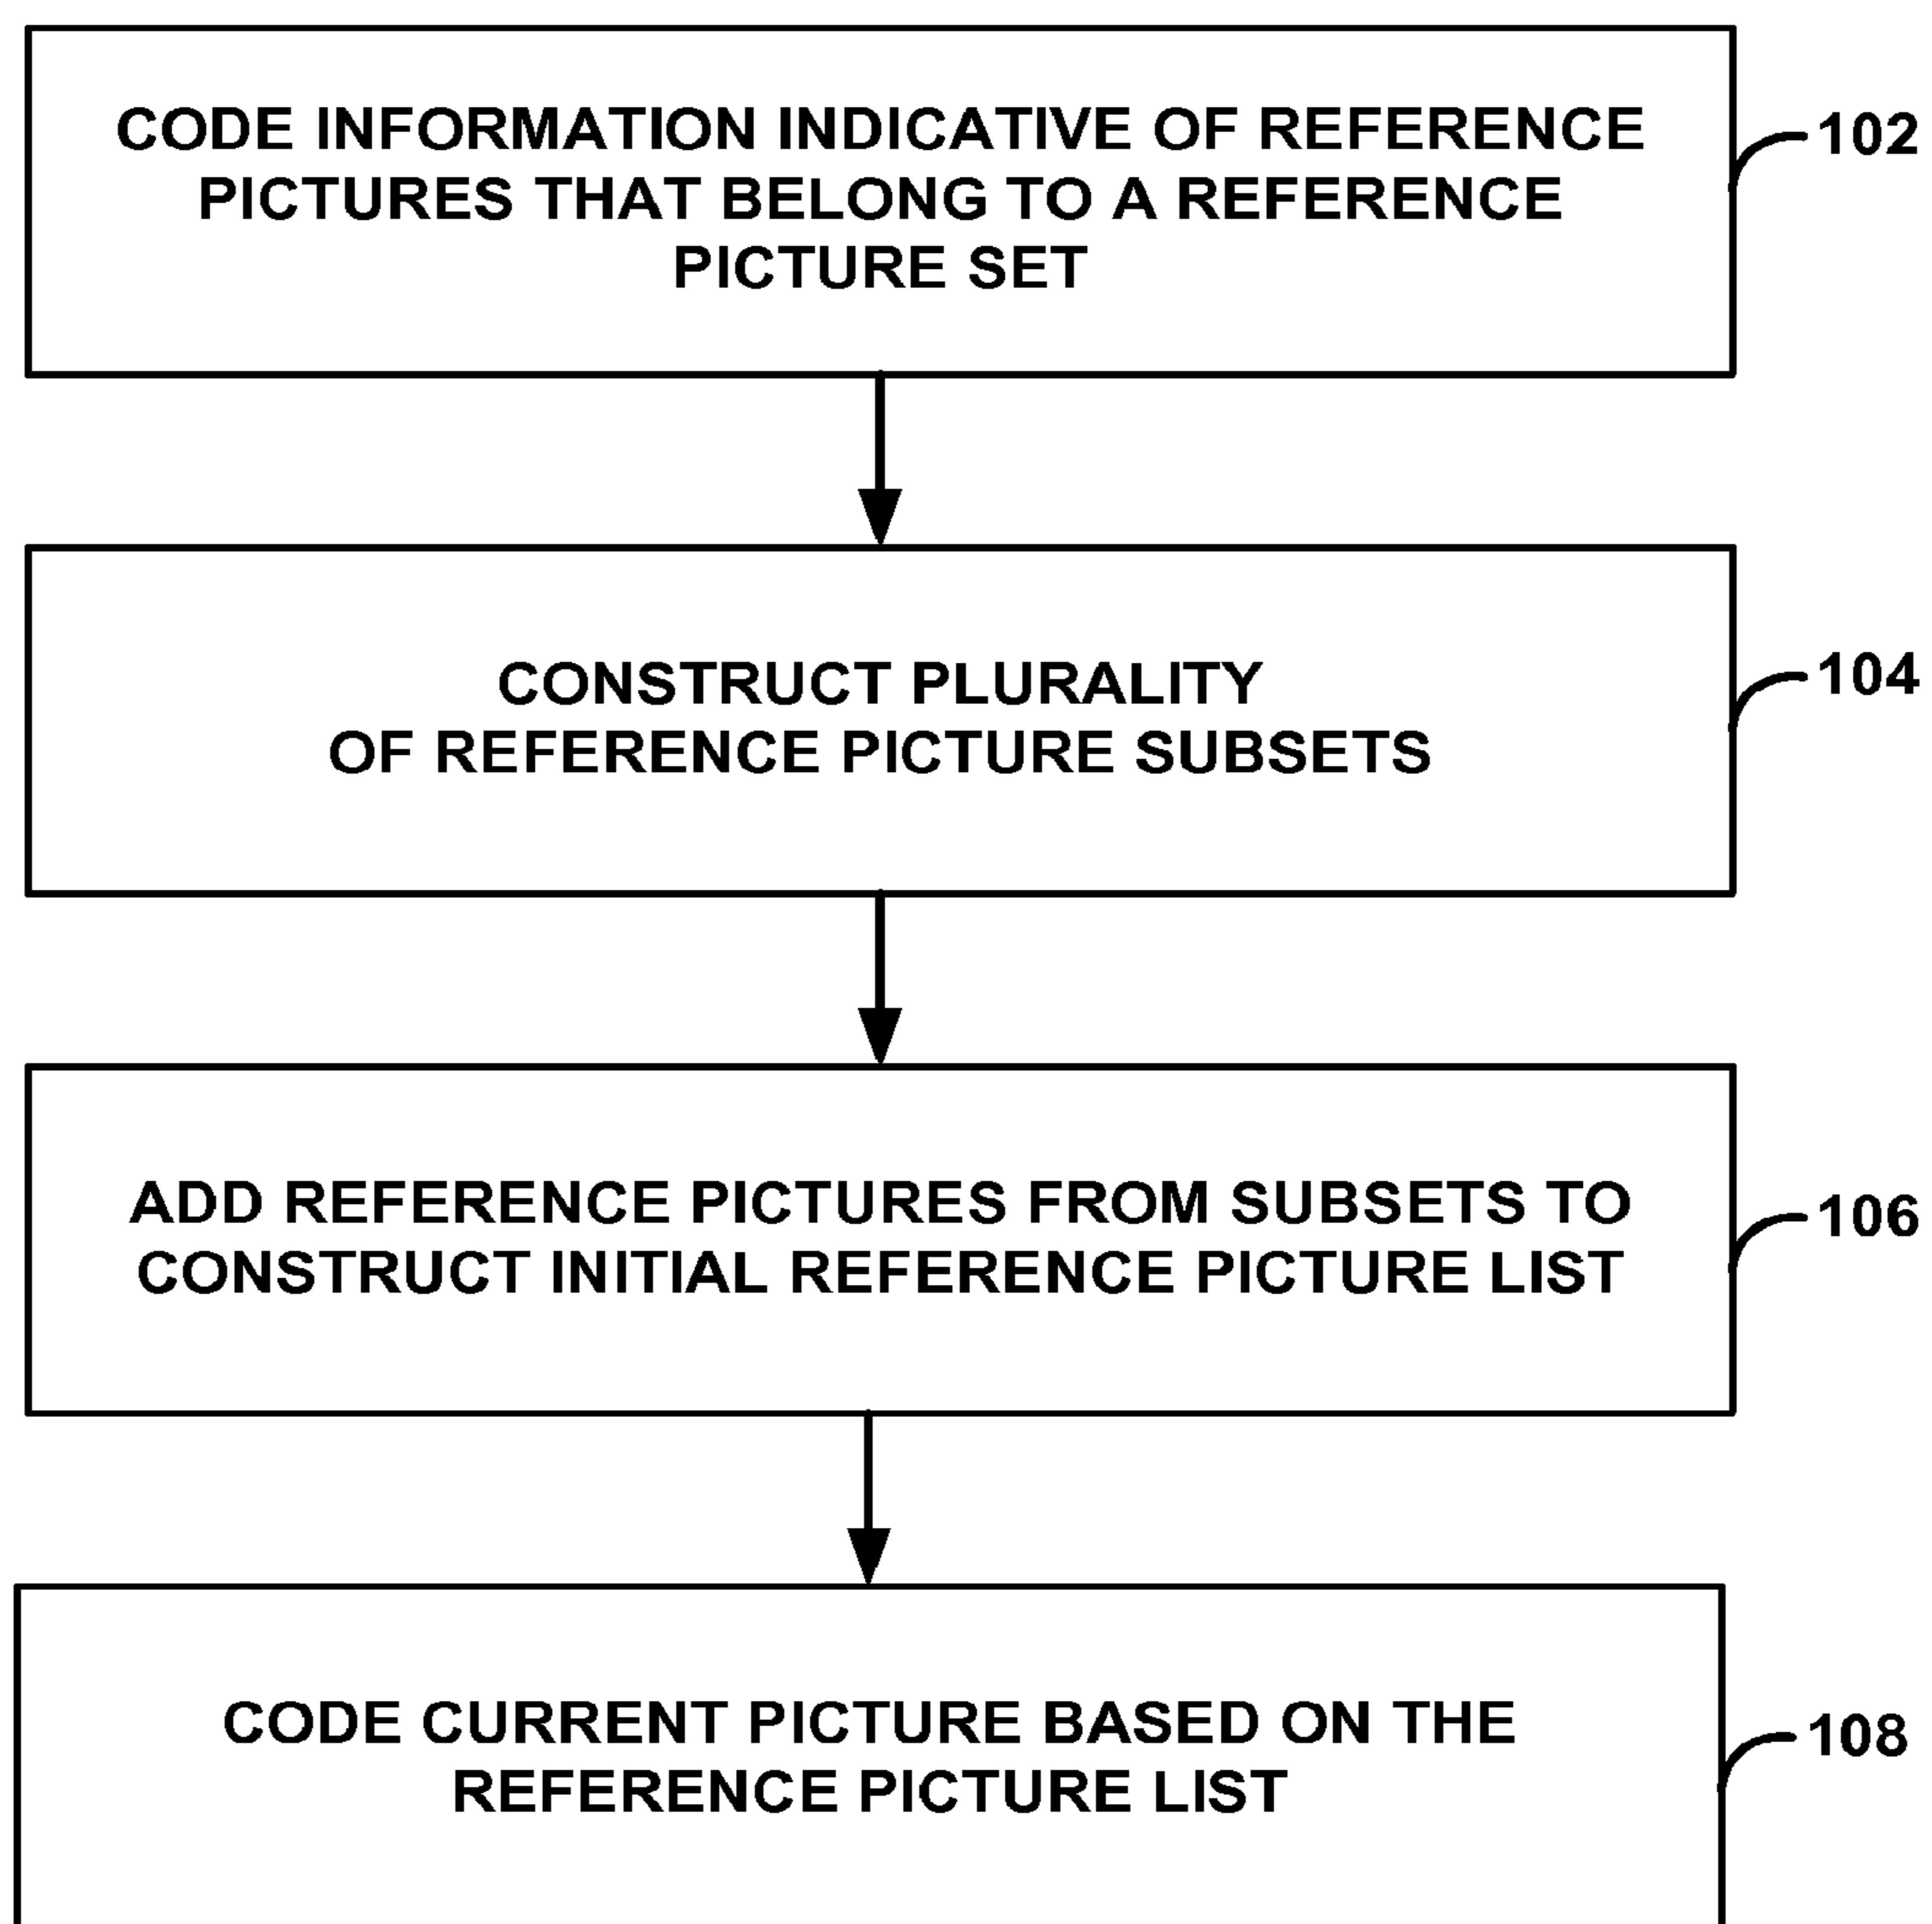 CODE INFORMATION INDICATIVE OF REFERENCE
PICTURES THAT BELONG TO A REFERENCE
PICTURE SET
102
CONSTRUCT PLURALITY
OF REFERENCE PICTURE SUBSETS
104
ADD REFERENCE PICTURES FROM SUBSETS TO
CONSTRUCT INITIAL REFERENCE PICTURE LIST
106
CODE CURRENT PICTURE BASED ON THE
REFERENCE PICTURE LIST
108